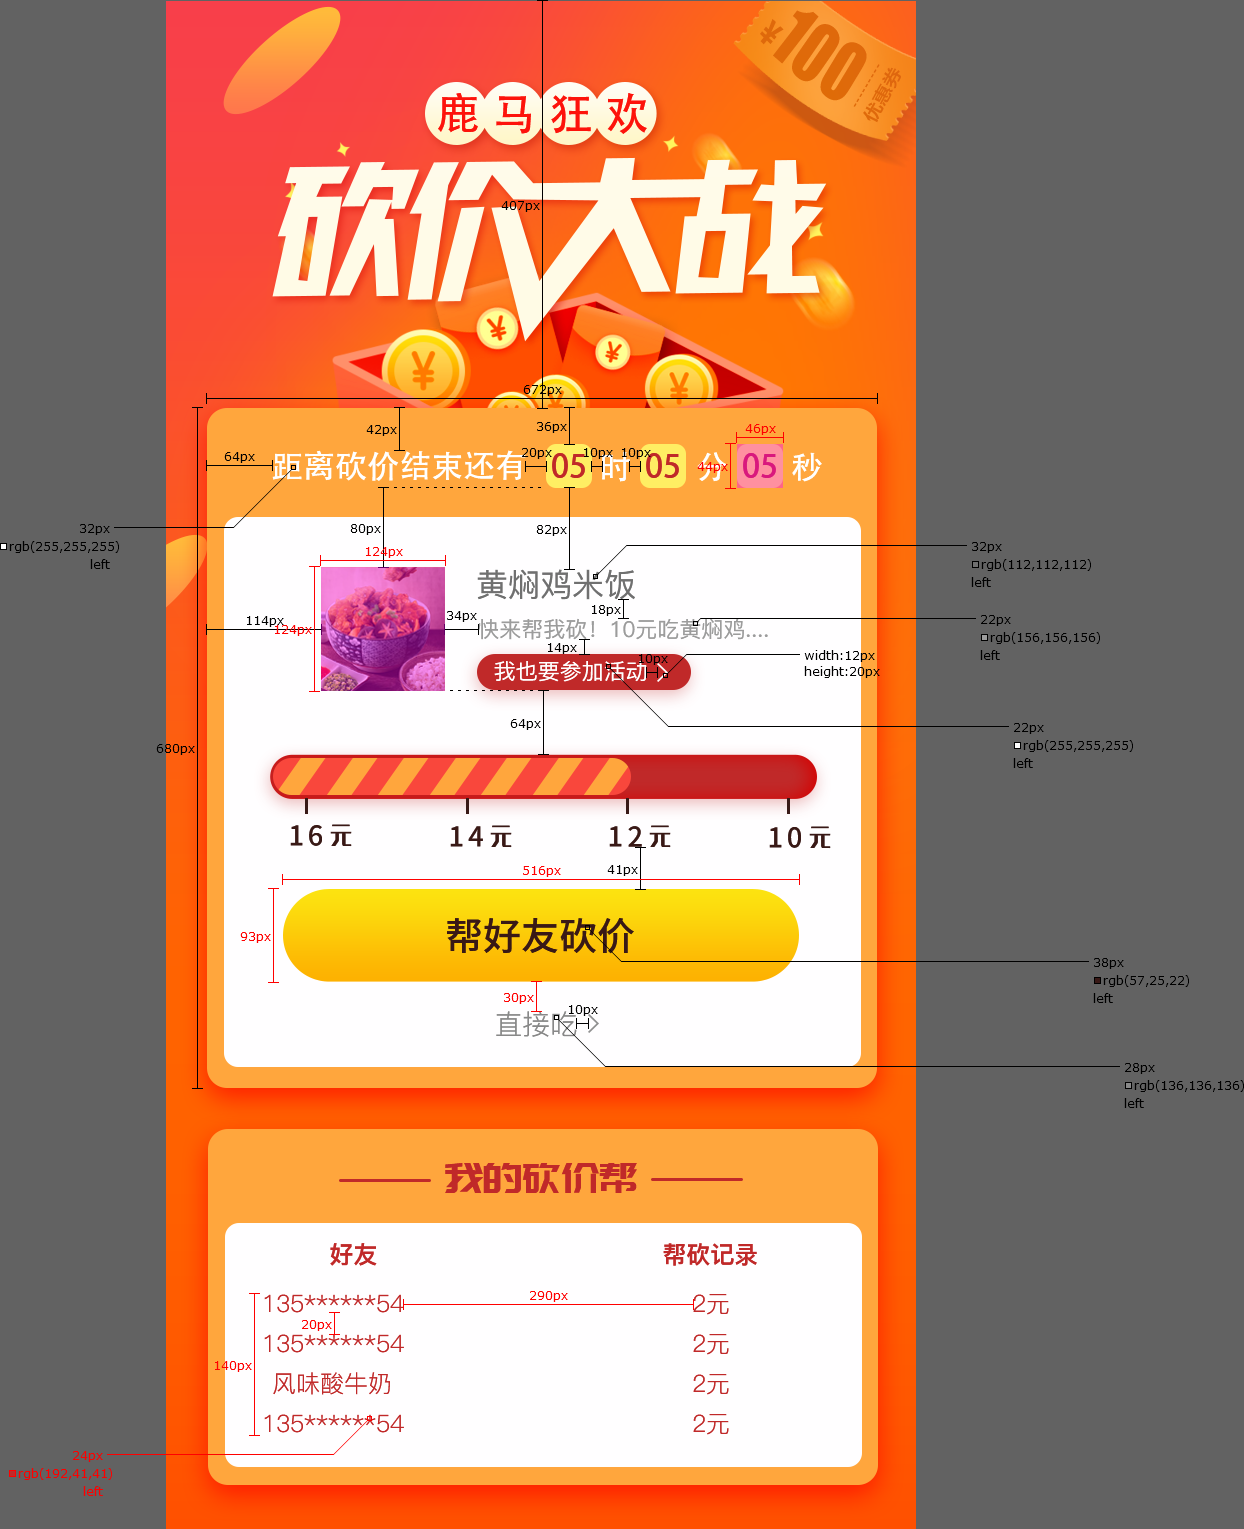 100
优惠券
鹿马狂欢
砍价大战
407px
672px
42px
36px
46px
64px
20px
10px
10px
44px
距离砍价结束还有 05 时 05 分 05 秒
32px
rgb(255,255,255)
left
80px
82px
124px
32px
rgb(112,112,112)
left
黄焖鸡米饭
18px
114px
124px
34px
22px
rgb(156,156,156)
left
快来帮我砍！10元吃黄焖鸡....
14px
10px
width:12px
height:20px
我也要参加活动
64px
22px
rgb(255,255,255)
left
680px
16元
14元
12元
10元
516px
41px
93px
帮好友砍价
38px
rgb(57,25,22)
left
30px
10px
直接吃
28px
rgb(136,136,136)
left
我的砍价帮
好友 帮砍记录
135******54 2元
290px
20px
135******54 2元
140px
风味酸牛奶 2元
135******54 2元
24px
rgb(192,41,41)
left